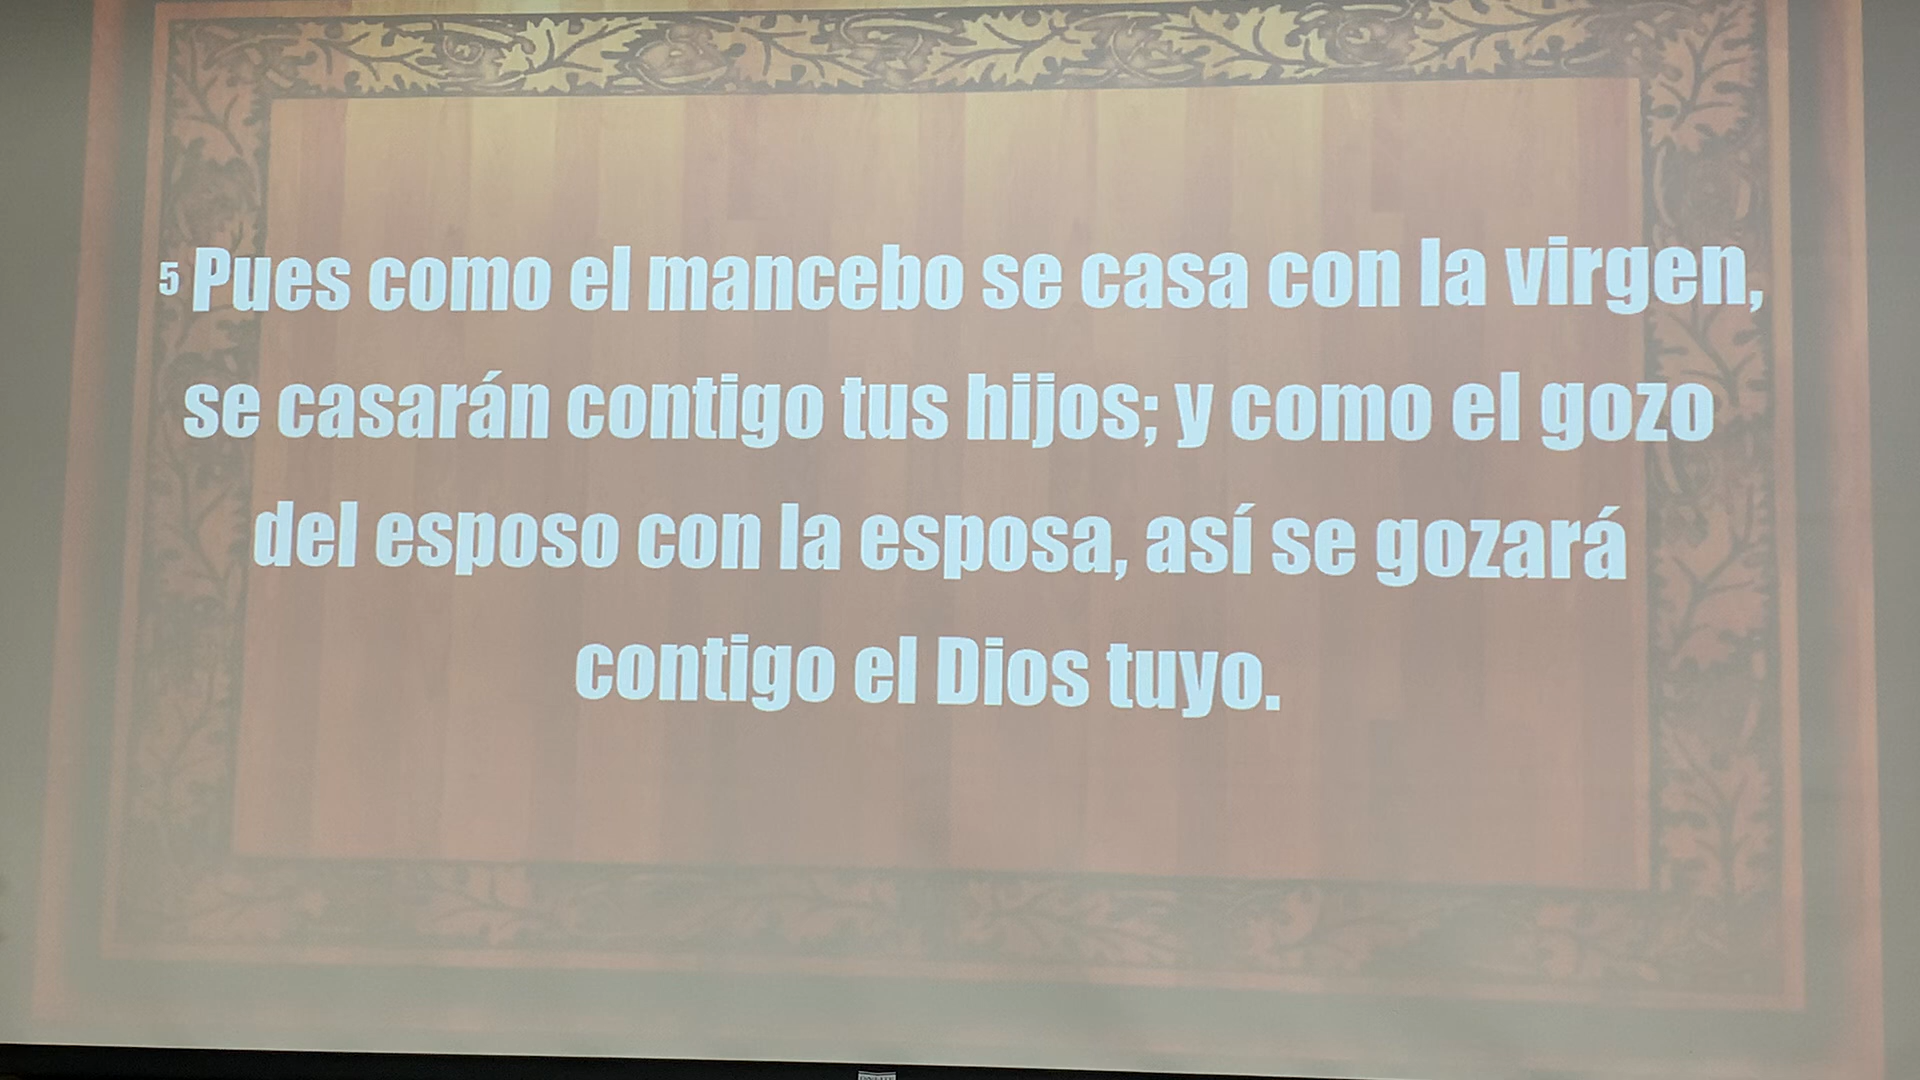 5 Pues como el mancebo se casa con la virgen,
se casarán contigo tus hijos; y como el gozo
del esposo con la esposa, así se gozará
contigo el Dios tuyo.